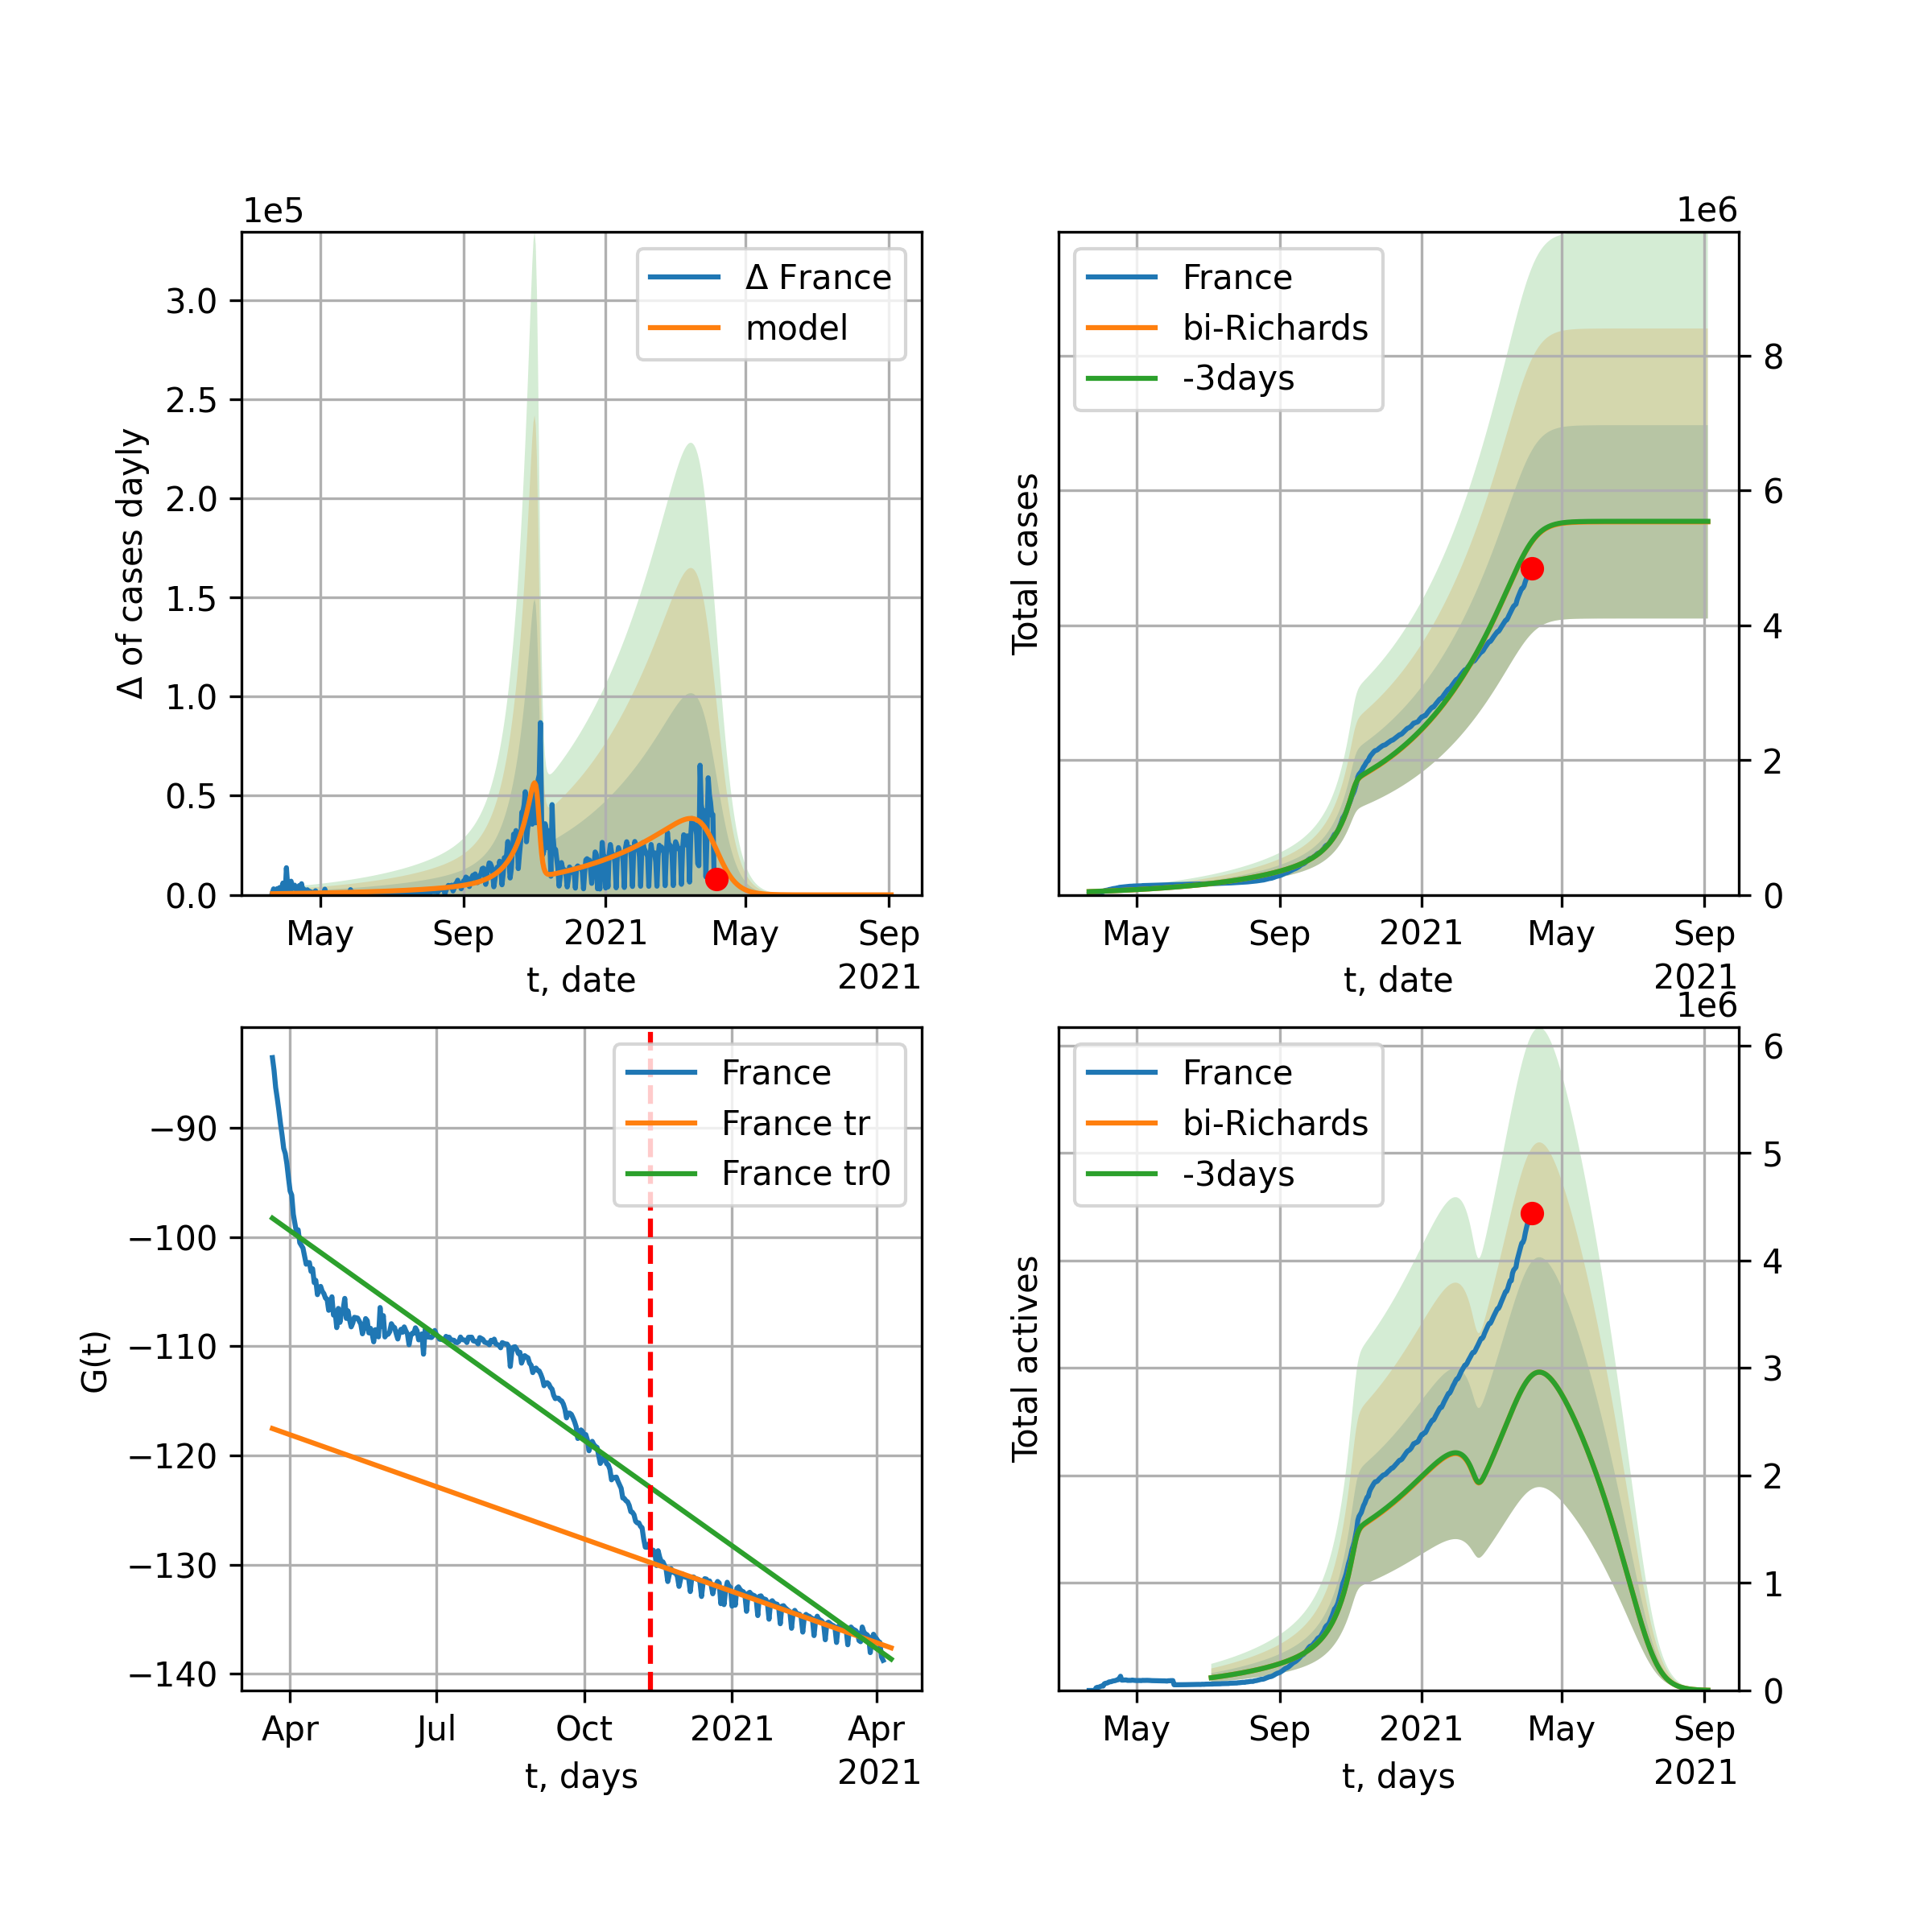 1e5
Δ of cases dayly
3.0
2.5
2.0
1.5
1.0
0.5
0.0
Δ France
model
May Sep 2021 May Sep
t, date 2021
1e6
Total cases
France
bi-Richards
-3days
8
6
4
2
0
May Sep 2021 May Sep
t, date 2021
G(t)
−90
−100
−110
−120
−130
−140
France
France tr
France tr0
Apr Jul Oct 2021 Apr
t, days 2021
1e6
Total actives
France
bi-Richards
-3days
6
5
4
3
2
1
0
May Sep 2021 May Sep
t, days 2021